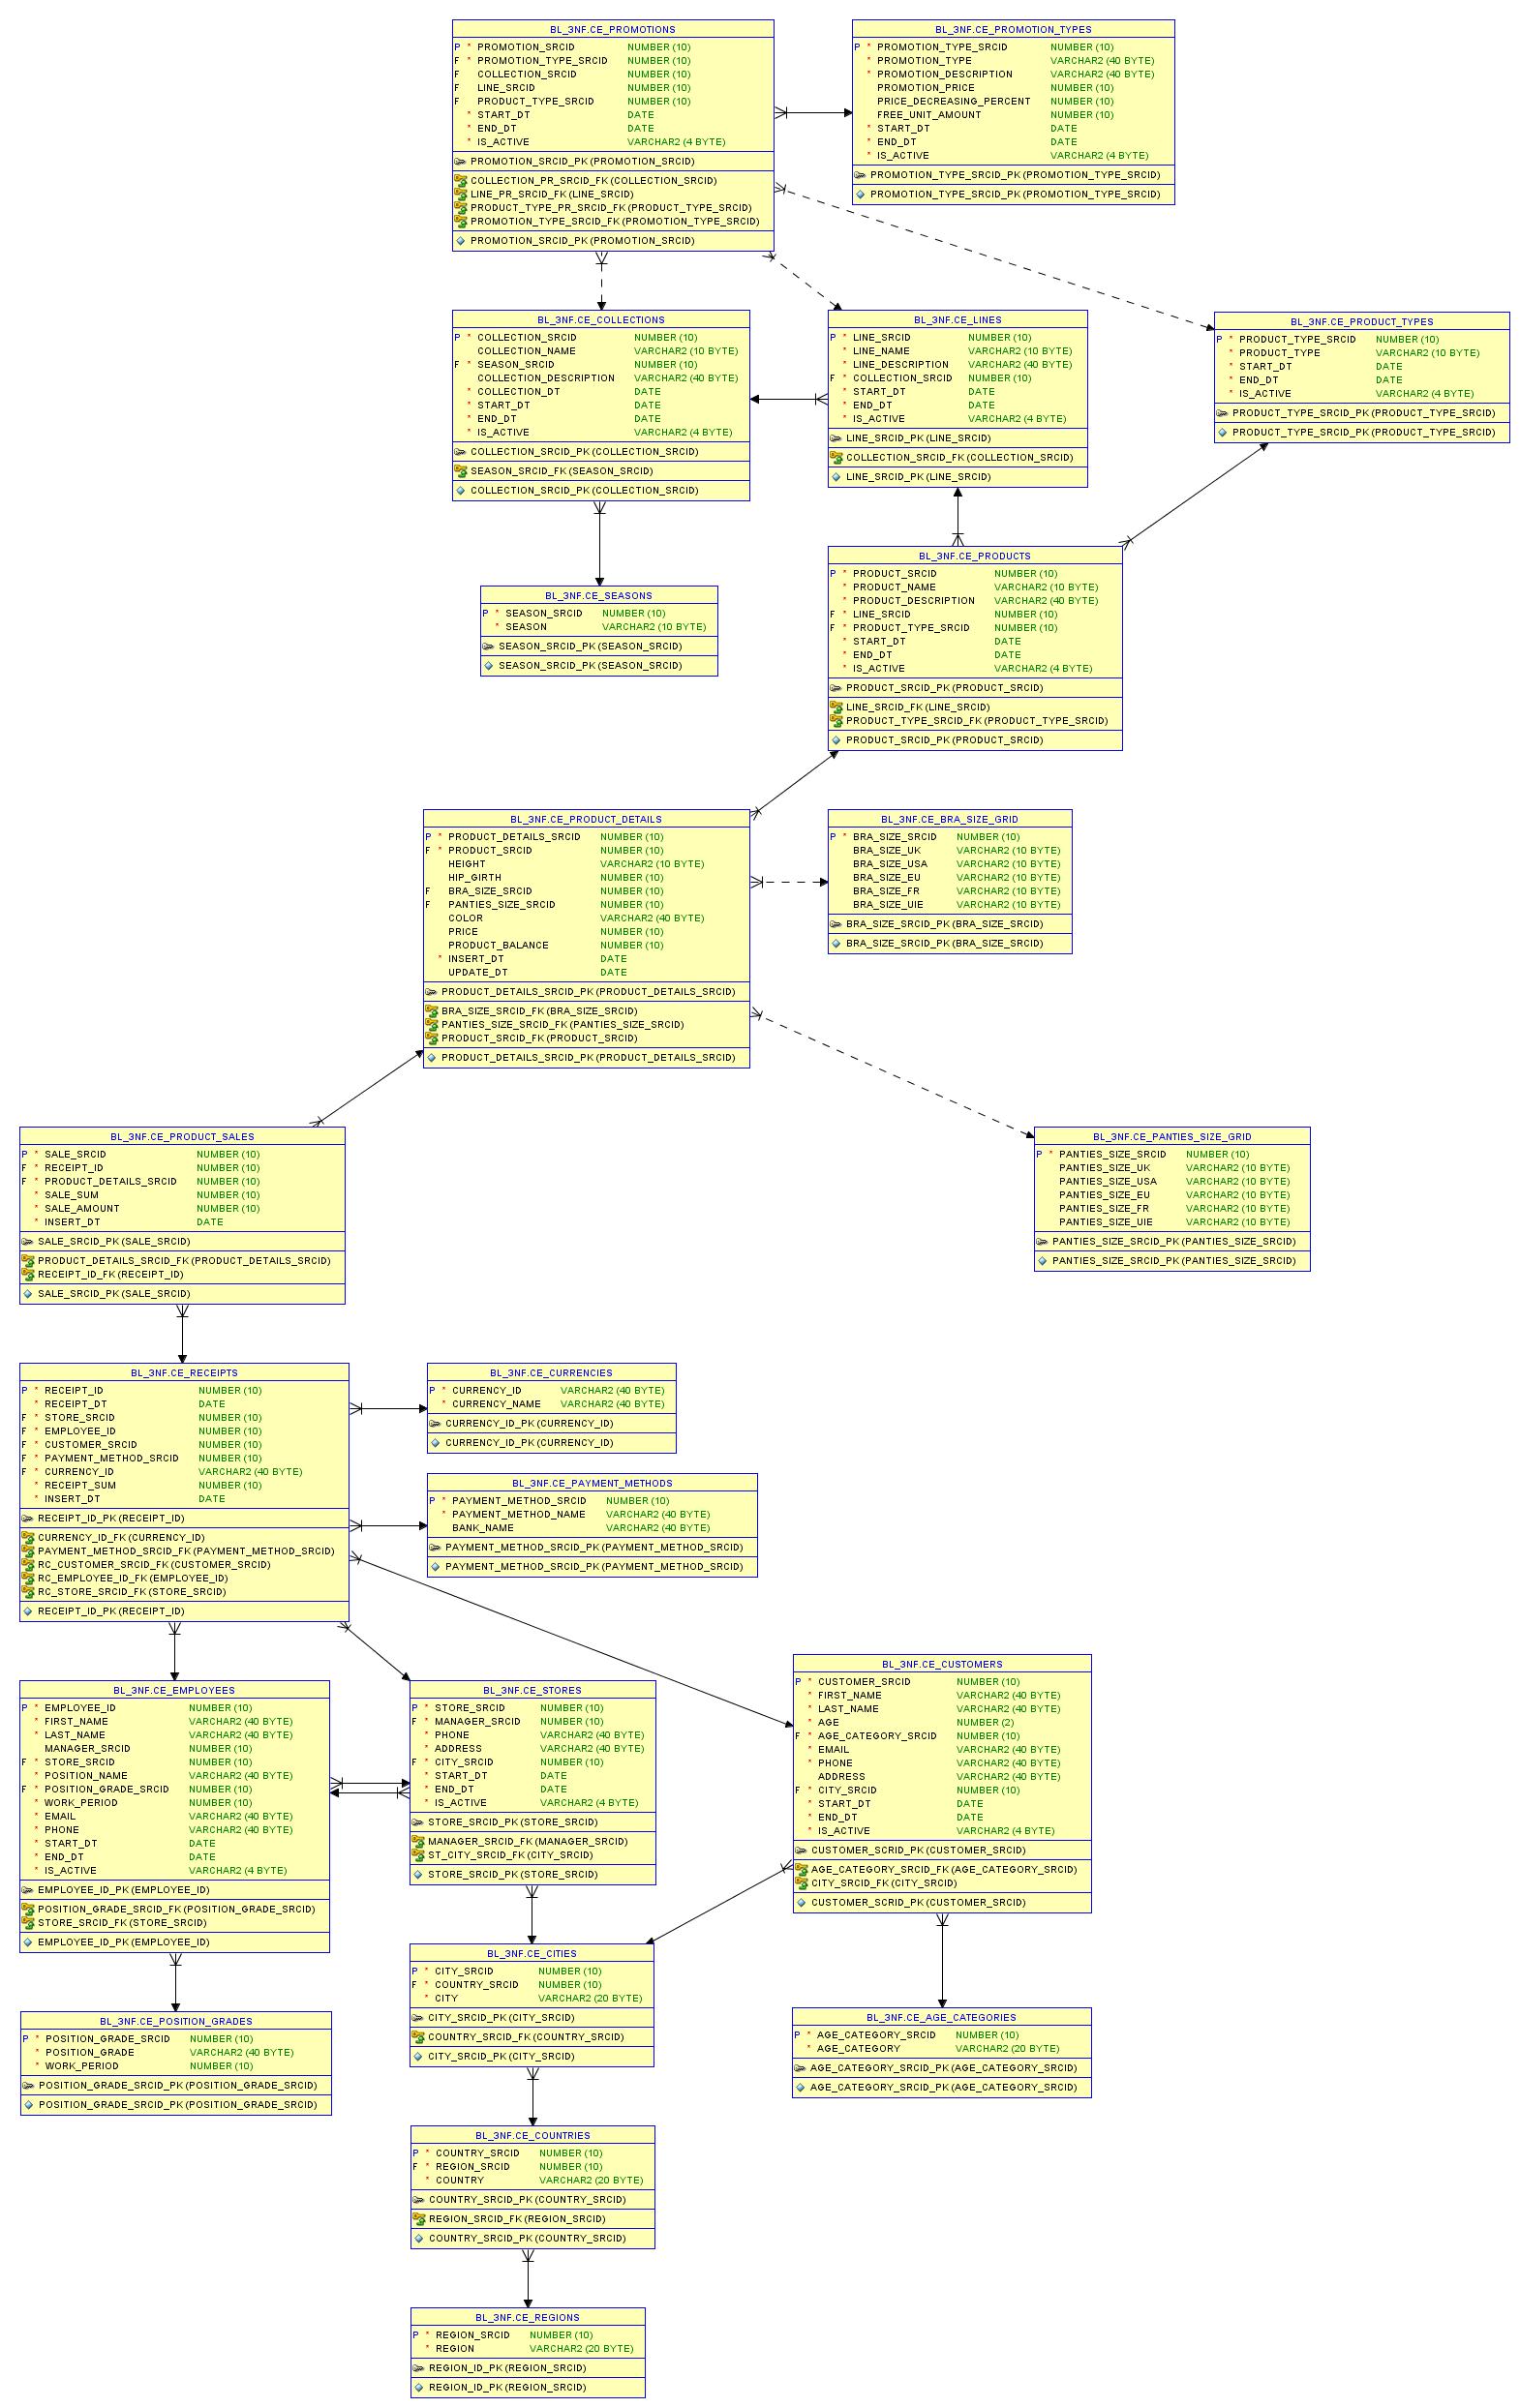 BL_3NF.CE_PROMOTIONS
P * PROMOTION_SRCID NUMBER (10)
F * PROMOTION_TYPE_SRCID NUMBER (10)
F COLLECTION_SRCID NUMBER (10)
F LINE_SRCID NUMBER (10)
F PRODUCT_TYPE_SRCID NUMBER (10)
* START_DT DATE
* END_DT DATE
* IS_ACTIVE VARCHAR2 (4 BYTE)
PROMOTION_SRCID_PK (PROMOTION_SRCID)
COLLECTION_PR_SRCID_FK (COLLECTION_SRCID)
LINE_PR_SRCID_FK (LINE_SRCID)
PRODUCT_TYPE_PR_SRCID_FK (PRODUCT_TYPE_SRCID)
PROMOTION_TYPE_SRCID_FK (PROMOTION_TYPE_SRCID)
PROMOTION_SRCID_PK (PROMOTION_SRCID)
BL_3NF.CE_PROMOTION_TYPES
P * PROMOTION_TYPE_SRCID NUMBER (10)
* PROMOTION_TYPE VARCHAR2 (40 BYTE)
* PROMOTION_DESCRIPTION VARCHAR2 (40 BYTE)
PROMOTION_PRICE NUMBER (10)
PRICE_DECREASING_PERCENT NUMBER (10)
FREE_UNIT_AMOUNT NUMBER (10)
* START_DT DATE
* END_DT DATE
* IS_ACTIVE VARCHAR2 (4 BYTE)
PROMOTION_TYPE_SRCID_PK (PROMOTION_TYPE_SRCID)
PROMOTION_TYPE_SRCID_PK (PROMOTION_TYPE_SRCID)
BL_3NF.CE_COLLECTIONS
P * COLLECTION_SRCID NUMBER (10)
COLLECTION_NAME VARCHAR2 (10 BYTE)
F * SEASON_SRCID NUMBER (10)
COLLECTION_DESCRIPTION VARCHAR2 (40 BYTE)
* COLLECTION_DT DATE
* START_DT DATE
* END_DT DATE
* IS_ACTIVE VARCHAR2 (4 BYTE)
COLLECTION_SRCID_PK (COLLECTION_SRCID)
SEASON_SRCID_FK (SEASON_SRCID)
COLLECTION_SRCID_PK (COLLECTION_SRCID)
BL_3NF.CE_LINES
P * LINE_SRCID NUMBER (10)
* LINE_NAME VARCHAR2 (10 BYTE)
* LINE_DESCRIPTION VARCHAR2 (40 BYTE)
F * COLLECTION_SRCID NUMBER (10)
* START_DT DATE
* END_DT DATE
* IS_ACTIVE VARCHAR2 (4 BYTE)
LINE_SRCID_PK (LINE_SRCID)
COLLECTION_SRCID_FK (COLLECTION_SRCID)
LINE_SRCID_PK (LINE_SRCID)
BL_3NF.CE_PRODUCT_TYPES
P * PRODUCT_TYPE_SRCID NUMBER (10)
* PRODUCT_TYPE VARCHAR2 (10 BYTE)
* START_DT DATE
* END_DT DATE
* IS_ACTIVE VARCHAR2 (4 BYTE)
PRODUCT_TYPE_SRCID_PK (PRODUCT_TYPE_SRCID)
PRODUCT_TYPE_SRCID_PK (PRODUCT_TYPE_SRCID)
BL_3NF.CE_SEASONS
P * SEASON_SRCID NUMBER (10)
* SEASON VARCHAR2 (10 BYTE)
SEASON_SRCID_PK (SEASON_SRCID)
SEASON_SRCID_PK (SEASON_SRCID)
BL_3NF.CE_PRODUCTS
P * PRODUCT_SRCID NUMBER (10)
* PRODUCT_NAME VARCHAR2 (10 BYTE)
* PRODUCT_DESCRIPTION VARCHAR2 (40 BYTE)
F * LINE_SRCID NUMBER (10)
F * PRODUCT_TYPE_SRCID NUMBER (10)
* START_DT DATE
* END_DT DATE
* IS_ACTIVE VARCHAR2 (4 BYTE)
PRODUCT_SRCID_PK (PRODUCT_SRCID)
LINE_SRCID_FK (LINE_SRCID)
PRODUCT_TYPE_SRCID_FK (PRODUCT_TYPE_SRCID)
PRODUCT_SRCID_PK (PRODUCT_SRCID)
BL_3NF.CE_PRODUCT_DETAILS
P * PRODUCT_DETAILS_SRCID NUMBER (10)
F * PRODUCT_SRCID NUMBER (10)
HEIGHT VARCHAR2 (10 BYTE)
HIP_GIRTH NUMBER (10)
F BRA_SIZE_SRCID NUMBER (10)
F PANTIES_SIZE_SRCID NUMBER (10)
COLOR VARCHAR2 (40 BYTE)
PRICE NUMBER (10)
PRODUCT_BALANCE NUMBER (10)
* INSERT_DT DATE
UPDATE_DT DATE
PRODUCT_DETAILS_SRCID_PK (PRODUCT_DETAILS_SRCID)
BRA_SIZE_SRCID_FK (BRA_SIZE_SRCID)
PANTIES_SIZE_SRCID_FK (PANTIES_SIZE_SRCID)
PRODUCT_SRCID_FK (PRODUCT_SRCID)
PRODUCT_DETAILS_SRCID_PK (PRODUCT_DETAILS_SRCID)
BL_3NF.CE_BRA_SIZE_GRID
P * BRA_SIZE_SRCID NUMBER (10)
BRA_SIZE_UK VARCHAR2 (10 BYTE)
BRA_SIZE_USA VARCHAR2 (10 BYTE)
BRA_SIZE_EU VARCHAR2 (10 BYTE)
BRA_SIZE_FR VARCHAR2 (10 BYTE)
BRA_SIZE_UIE VARCHAR2 (10 BYTE)
BRA_SIZE_SRCID_PK (BRA_SIZE_SRCID)
BRA_SIZE_SRCID_PK (BRA_SIZE_SRCID)
BL_3NF.CE_PRODUCT_SALES
P * SALE_SRCID NUMBER (10)
F * RECEIPT_ID NUMBER (10)
F * PRODUCT_DETAILS_SRCID NUMBER (10)
* SALE_SUM NUMBER (10)
* SALE_AMOUNT NUMBER (10)
* INSERT_DT DATE
SALE_SRCID_PK (SALE_SRCID)
PRODUCT_DETAILS_SRCID_FK (PRODUCT_DETAILS_SRCID)
RECEIPT_ID_FK (RECEIPT_ID)
SALE_SRCID_PK (SALE_SRCID)
BL_3NF.CE_PANTIES_SIZE_GRID
P * PANTIES_SIZE_SRCID NUMBER (10)
PANTIES_SIZE_UK VARCHAR2 (10 BYTE)
PANTIES_SIZE_USA VARCHAR2 (10 BYTE)
PANTIES_SIZE_EU VARCHAR2 (10 BYTE)
PANTIES_SIZE_FR VARCHAR2 (10 BYTE)
PANTIES_SIZE_UIE VARCHAR2 (10 BYTE)
PANTIES_SIZE_SRCID_PK (PANTIES_SIZE_SRCID)
PANTIES_SIZE_SRCID_PK (PANTIES_SIZE_SRCID)
BL_3NF.CE_RECEIPTS
P * RECEIPT_ID NUMBER (10)
* RECEIPT_DT DATE
F * STORE_SRCID NUMBER (10)
F * EMPLOYEE_ID NUMBER (10)
F * CUSTOMER_SRCID NUMBER (10)
F * PAYMENT_METHOD_SRCID NUMBER (10)
F * CURRENCY_ID VARCHAR2 (40 BYTE)
* RECEIPT_SUM NUMBER (10)
* INSERT_DT DATE
RECEIPT_ID_PK (RECEIPT_ID)
CURRENCY_ID_FK (CURRENCY_ID)
PAYMENT_METHOD_SRCID_FK (PAYMENT_METHOD_SRCID)
RC_CUSTOMER_SRCID_FK (CUSTOMER_SRCID)
RC_EMPLOYEE_ID_FK (EMPLOYEE_ID)
RC_STORE_SRCID_FK (STORE_SRCID)
RECEIPT_ID_PK (RECEIPT_ID)
BL_3NF.CE_CURRENCIES
P * CURRENCY_ID VARCHAR2 (40 BYTE)
* CURRENCY_NAME VARCHAR2 (40 BYTE)
CURRENCY_ID_PK (CURRENCY_ID)
CURRENCY_ID_PK (CURRENCY_ID)
BL_3NF.CE_PAYMENT_METHODS
P * PAYMENT_METHOD_SRCID NUMBER (10)
* PAYMENT_METHOD_NAME VARCHAR2 (40 BYTE)
BANK_NAME VARCHAR2 (40 BYTE)
PAYMENT_METHOD_SRCID_PK (PAYMENT_METHOD_SRCID)
PAYMENT_METHOD_SRCID_PK (PAYMENT_METHOD_SRCID)
BL_3NF.CE_EMPLOYEES
P * EMPLOYEE_ID NUMBER (10)
* FIRST_NAME VARCHAR2 (40 BYTE)
* LAST_NAME VARCHAR2 (40 BYTE)
MANAGER_SRCID NUMBER (10)
F * STORE_SRCID NUMBER (10)
* POSITION_NAME VARCHAR2 (40 BYTE)
F * POSITION_GRADE_SRCID NUMBER (10)
* WORK_PERIOD NUMBER (10)
* EMAIL VARCHAR2 (40 BYTE)
* PHONE VARCHAR2 (40 BYTE)
* START_DT DATE
* END_DT DATE
* IS_ACTIVE VARCHAR2 (4 BYTE)
EMPLOYEE_ID_PK (EMPLOYEE_ID)
POSITION_GRADE_SRCID_FK (POSITION_GRADE_SRCID)
STORE_SRCID_FK (STORE_SRCID)
EMPLOYEE_ID_PK (EMPLOYEE_ID)
BL_3NF.CE_STORES
P * STORE_SRCID NUMBER (10)
F * MANAGER_SRCID NUMBER (10)
* PHONE VARCHAR2 (40 BYTE)
* ADDRESS VARCHAR2 (40 BYTE)
F * CITY_SRCID NUMBER (10)
* START_DT DATE
* END_DT DATE
* IS_ACTIVE VARCHAR2 (4 BYTE)
STORE_SRCID_PK (STORE_SRCID)
MANAGER_SRCID_FK (MANAGER_SRCID)
ST_CITY_SRCID_FK (CITY_SRCID)
STORE_SRCID_PK (STORE_SRCID)
BL_3NF.CE_CUSTOMERS
P * CUSTOMER_SRCID NUMBER (10)
* FIRST_NAME VARCHAR2 (40 BYTE)
* LAST_NAME VARCHAR2 (40 BYTE)
* AGE NUMBER (2)
F * AGE_CATEGORY_SRCID NUMBER (10)
* EMAIL VARCHAR2 (40 BYTE)
* PHONE VARCHAR2 (40 BYTE)
ADDRESS VARCHAR2 (40 BYTE)
F * CITY_SRCID NUMBER (10)
* START_DT DATE
* END_DT DATE
* IS_ACTIVE VARCHAR2 (4 BYTE)
CUSTOMER_SCRID_PK (CUSTOMER_SRCID)
AGE_CATEGORY_SRCID_FK (AGE_CATEGORY_SRCID)
CITY_SRCID_FK (CITY_SRCID)
CUSTOMER_SCRID_PK (CUSTOMER_SRCID)
BL_3NF.CE_POSITION_GRADES
P * POSITION_GRADE_SRCID NUMBER (10)
* POSITION_GRADE VARCHAR2 (40 BYTE)
* WORK_PERIOD NUMBER (10)
POSITION_GRADE_SRCID_PK (POSITION_GRADE_SRCID)
POSITION_GRADE_SRCID_PK (POSITION_GRADE_SRCID)
BL_3NF.CE_CITIES
P * CITY_SRCID NUMBER (10)
F * COUNTRY_SRCID NUMBER (10)
* CITY VARCHAR2 (20 BYTE)
CITY_SRCID_PK (CITY_SRCID)
COUNTRY_SRCID_FK (COUNTRY_SRCID)
CITY_SRCID_PK (CITY_SRCID)
BL_3NF.CE_AGE_CATEGORIES
P * AGE_CATEGORY_SRCID NUMBER (10)
* AGE_CATEGORY VARCHAR2 (20 BYTE)
AGE_CATEGORY_SRCID_PK (AGE_CATEGORY_SRCID)
AGE_CATEGORY_SRCID_PK (AGE_CATEGORY_SRCID)
BL_3NF.CE_COUNTRIES
P * COUNTRY_SRCID NUMBER (10)
F * REGION_SRCID NUMBER (10)
* COUNTRY VARCHAR2 (20 BYTE)
COUNTRY_SRCID_PK (COUNTRY_SRCID)
REGION_SRCID_FK (REGION_SRCID)
COUNTRY_SRCID_PK (COUNTRY_SRCID)
BL_3NF.CE_REGIONS
P * REGION_SRCID NUMBER (10)
* REGION VARCHAR2 (20 BYTE)
REGION_ID_PK (REGION_SRCID)
REGION_ID_PK (REGION_SRCID)